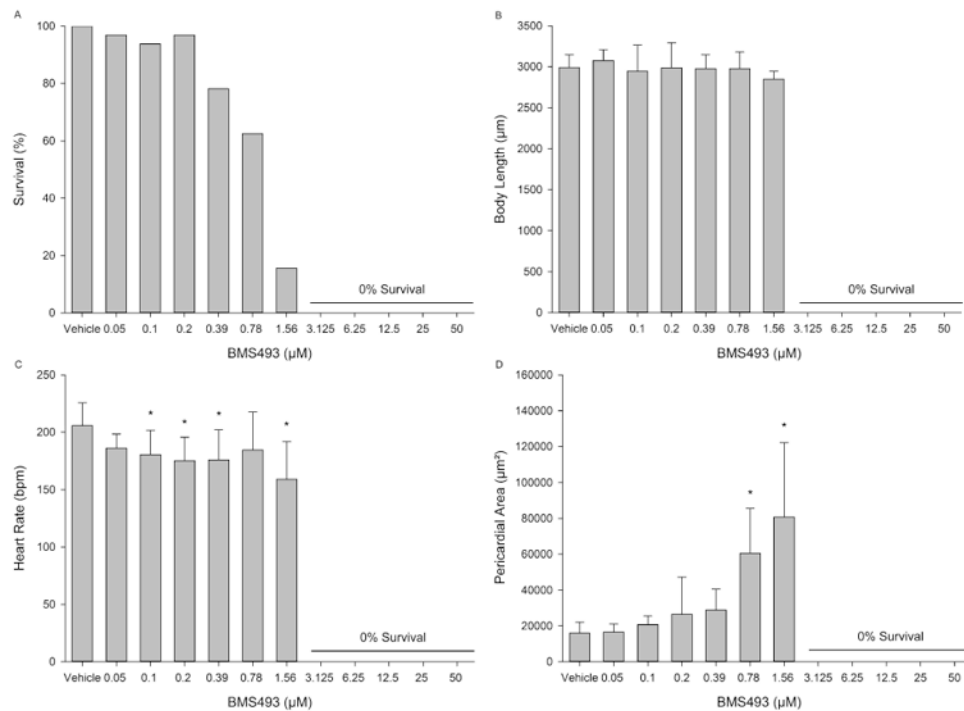 A
100
80
60
40
20
0
Survival (%)
0% Survival
Vehicle 0.05 0.1 0.2 0.39 0.78 1.56 3.125 6.25 12.5 25 50
BMS493 (µM)
B
3500
3000
2500
2000
1500
1000
500
0
Body Length (µm)
0% Survival
Vehicle 0.05 0.1 0.2 0.39 0.78 1.56 3.125 6.25 12.5 25 50
BMS493 (µM)
C
250
200
150
100
50
0
Heart Rate (bpm)
* * * *
0% Survival
Vehicle 0.05 0.1 0.2 0.39 0.78 1.56 3.125 6.25 12.5 25 50
BMS493 (µM)
D
160000
140000
120000
100000
80000
60000
40000
20000
0
Pericardial Area (µm²)
* *
0% Survival
Vehicle 0.05 0.1 0.2 0.39 0.78 1.56 3.125 6.25 12.5 25 50
BMS493 (µM)